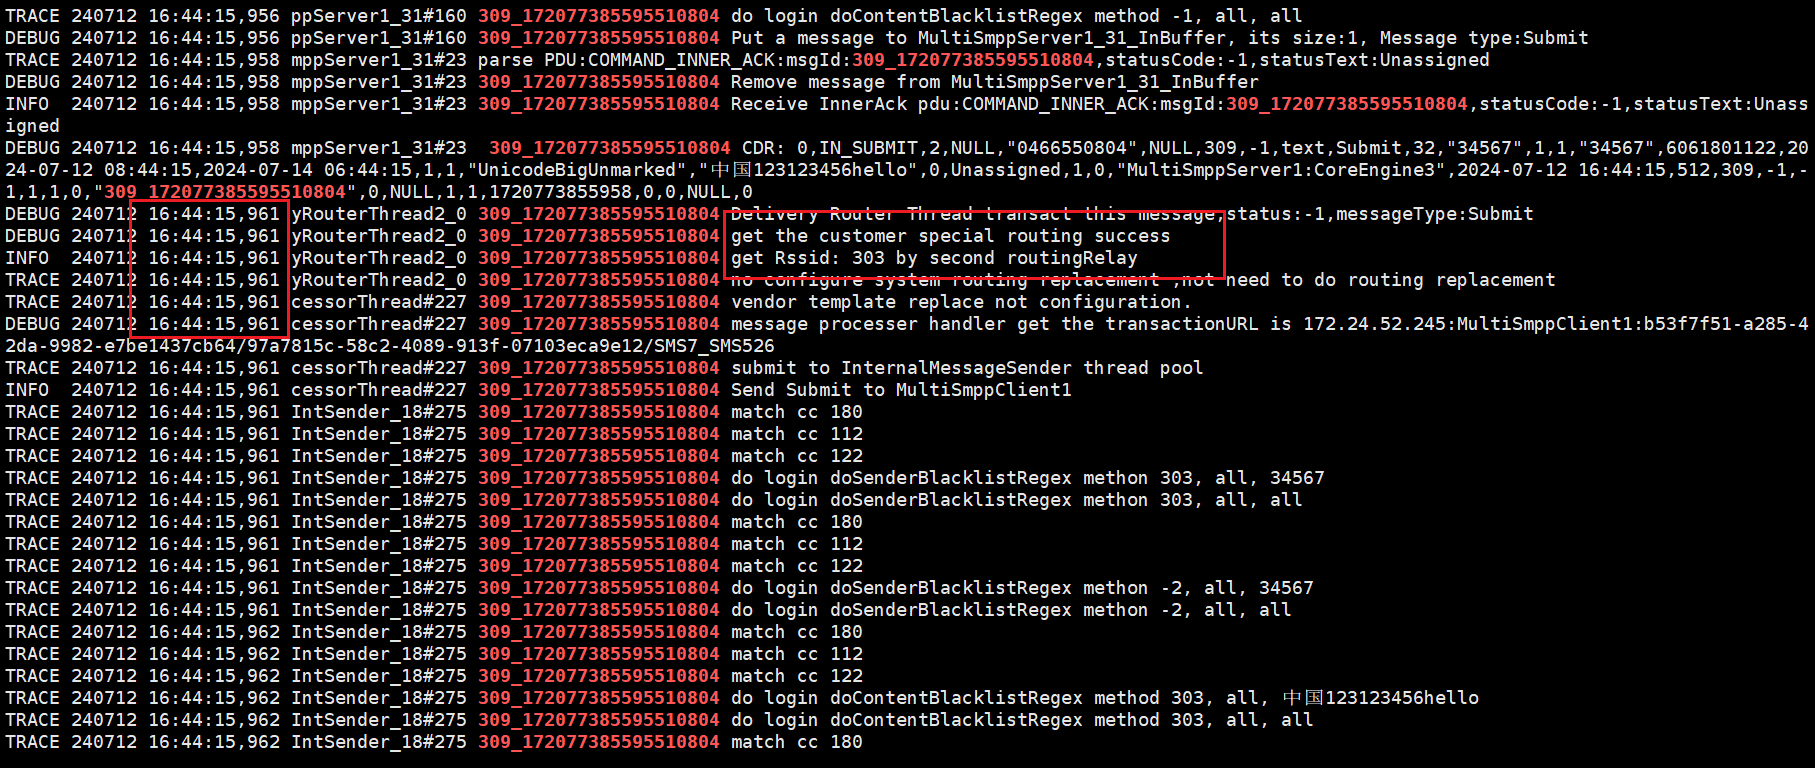 TRACE 240712 16:44:15,956 ppServer1_31#160 309_172077385595510804 do login doContentBlacklistRegex method -1, all, all
DEBUG 240712 16:44:15,956 ppServer1_31#160 309_172077385595510804 Put a message to MultiSmppServer1_31_InBuffer, its size:1, Message type:Submit
TRACE 240712 16:44:15,958 mppServer1_31#23 parse PDU:COMMAND_INNER_ACK:msgId:309_172077385595510804,statusCode:-1,statusText:Unassigned
DEBUG 240712 16:44:15,958 mppServer1_31#23 309_172077385595510804 Remove message from MultiSmppServer1_31_InBuffer
INFO  240712 16:44:15,958 mppServer1_31#23 309_172077385595510804 Receive InnerAck pdu:COMMAND_INNER_ACK:msgId:309_172077385595510804,statusCode:-1,statusText:Unass
igned
DEBUG 240712 16:44:15,958 mppServer1_31#23  309_172077385595510804 CDR: 0,IN_SUBMIT,2,NULL,"0466550804",NULL,309,-1,text,Submit,32,"34567",1,1,"34567",6061801122,20
24-07-12 08:44:15,2024-07-14 06:44:15,1,1,"UnicodeBigUnmarked","中国123123456hello",0,Unassigned,1,0,"MultiSmppServer1:CoreEngine3",2024-07-12 16:44:15,512,309,-1,-
1,1,1,0,"309_172077385595510804",0,NULL,1,1,1720773855958,0,0,NULL,0
DEBUG 240712 16:44:15,961 yRouterThread2_0 309_172077385595510804 Delivery Router Thread transact this message,status:-1,messageType:Submit
DEBUG 240712 16:44:15,961 yRouterThread2_0 309_172077385595510804 get the customer special routing success
INFO  240712 16:44:15,961 yRouterThread2_0 309_172077385595510804 get Rssid: 303 by second routingRelay
TRACE 240712 16:44:15,961 yRouterThread2_0 309_172077385595510804 no configure system routing replacement ,not need to do routing replacement
TRACE 240712 16:44:15,961 cessorThread#227 309_172077385595510804 vendor template replace not configuration.
DEBUG 240712 16:44:15,961 cessorThread#227 309_172077385595510804 message processer handler get the transactionURL is 172.24.52.245:MultiSmppClient1:b53f7f51-a285-4
2da-9982-e7be1437cb64/97a7815c-58c2-4089-913f-07103eca9e12/SMS7_SMS526
TRACE 240712 16:44:15,961 cessorThread#227 309_172077385595510804 submit to InternalMessageSender thread pool
INFO  240712 16:44:15,961 cessorThread#227 309_172077385595510804 Send Submit to MultiSmppClient1
TRACE 240712 16:44:15,961 IntSender_18#275 309_172077385595510804 match cc 180
TRACE 240712 16:44:15,961 IntSender_18#275 309_172077385595510804 match cc 112
TRACE 240712 16:44:15,961 IntSender_18#275 309_172077385595510804 match cc 122
TRACE 240712 16:44:15,961 IntSender_18#275 309_172077385595510804 do login doSenderBlacklistRegex methon 303, all, 34567
TRACE 240712 16:44:15,961 IntSender_18#275 309_172077385595510804 do login doSenderBlacklistRegex methon 303, all, all
TRACE 240712 16:44:15,961 IntSender_18#275 309_172077385595510804 match cc 180
TRACE 240712 16:44:15,961 IntSender_18#275 309_172077385595510804 match cc 112
TRACE 240712 16:44:15,961 IntSender_18#275 309_172077385595510804 match cc 122
TRACE 240712 16:44:15,961 IntSender_18#275 309_172077385595510804 do login doSenderBlacklistRegex methon -2, all, 34567
TRACE 240712 16:44:15,961 IntSender_18#275 309_172077385595510804 do login doSenderBlacklistRegex methon -2, all, all
TRACE 240712 16:44:15,962 IntSender_18#275 309_172077385595510804 match cc 180
TRACE 240712 16:44:15,962 IntSender_18#275 309_172077385595510804 match cc 112
TRACE 240712 16:44:15,962 IntSender_18#275 309_172077385595510804 match cc 122
TRACE 240712 16:44:15,962 IntSender_18#275 309_172077385595510804 do login doContentBlacklistRegex method 303, all, 中国123123456hello
TRACE 240712 16:44:15,962 IntSender_18#275 309_172077385595510804 do login doContentBlacklistRegex method 303, all, all
TRACE 240712 16:44:15,962 IntSender_18#275 309_172077385595510804 match cc 180